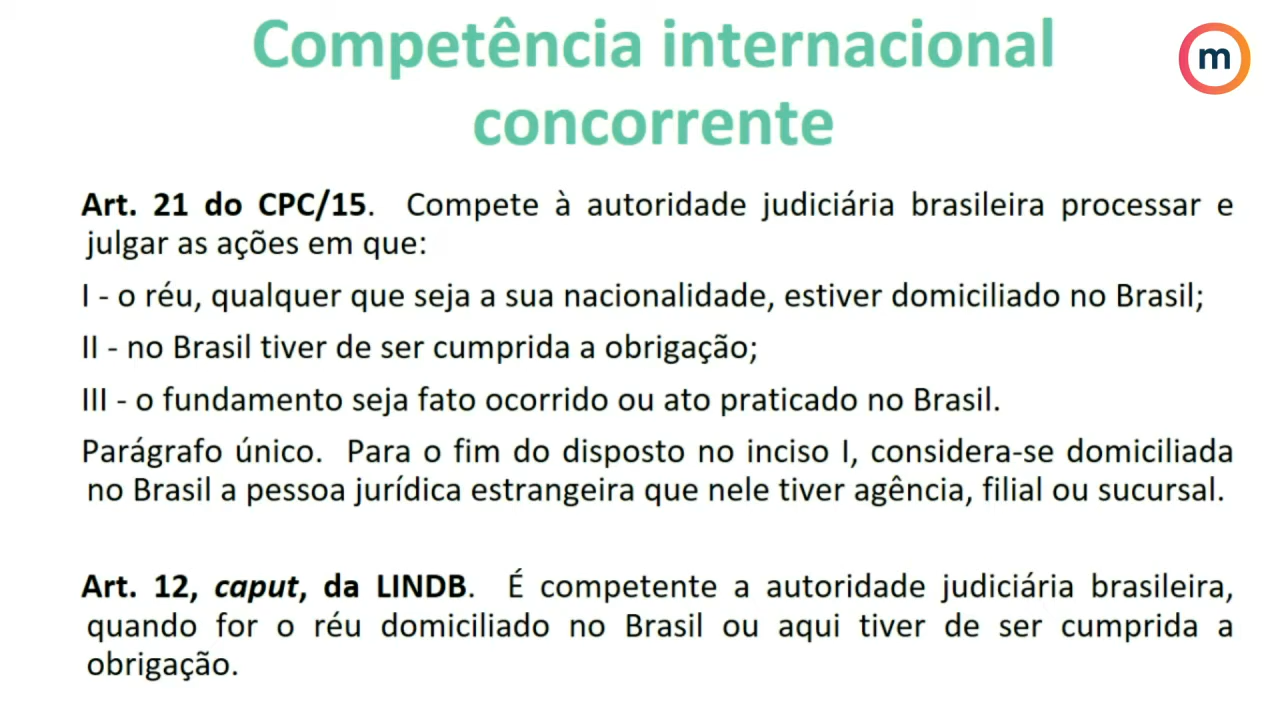 Competência internacional
concorrente
m
Art. 21 do CPC/15. Compete à autoridade judiciária brasileira processar e
julgar as ações em que:
I - o réu, qualquer que seja a sua nacionalidade, estiver domiciliado no Brasil;
II - no Brasil tiver de ser cumprida a obrigação;
III - o fundamento seja fato ocorrido ou ato praticado no Brasil.
Parágrafo único. Para o fim do disposto no inciso I, considera-se domiciliada
no Brasil a pessoa jurídica estrangeira que nele tiver agência, filial ou sucursal.
Art. 12, caput, da LINDB. É competente a autoridade judiciária brasileira,
quando for o réu domiciliado no Brasil ou aqui tiver de ser cumprida a
obrigação.